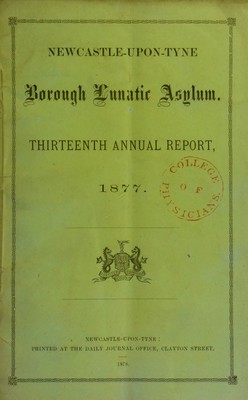 NEWCASTLE-UPON-TYNE
Borough Lunatic Asylum.
THIRTEENTH ANNUAL REPORT,
1877.
COLLEGE
OF
PHYSICIANS
NEWCASTLE-UPON-TYNE:
PRINTED AT THE DAILY JOURNAL OFFICE, CLAYTON STREET,